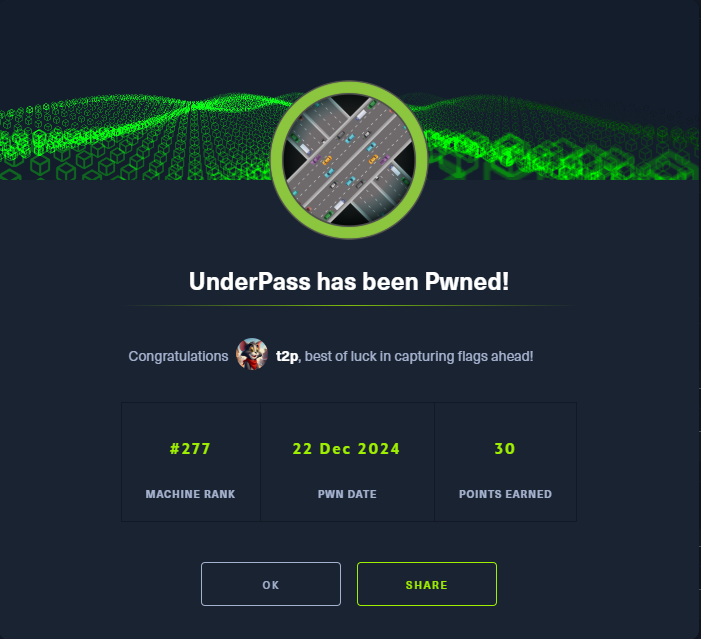 UnderPass has been Pwned!
Congratulations t2p, best of luck in capturing flags ahead!
#277 22 Dec 2024 30
MACHINE RANK PWN DATE POINTS EARNED
OK SHARE